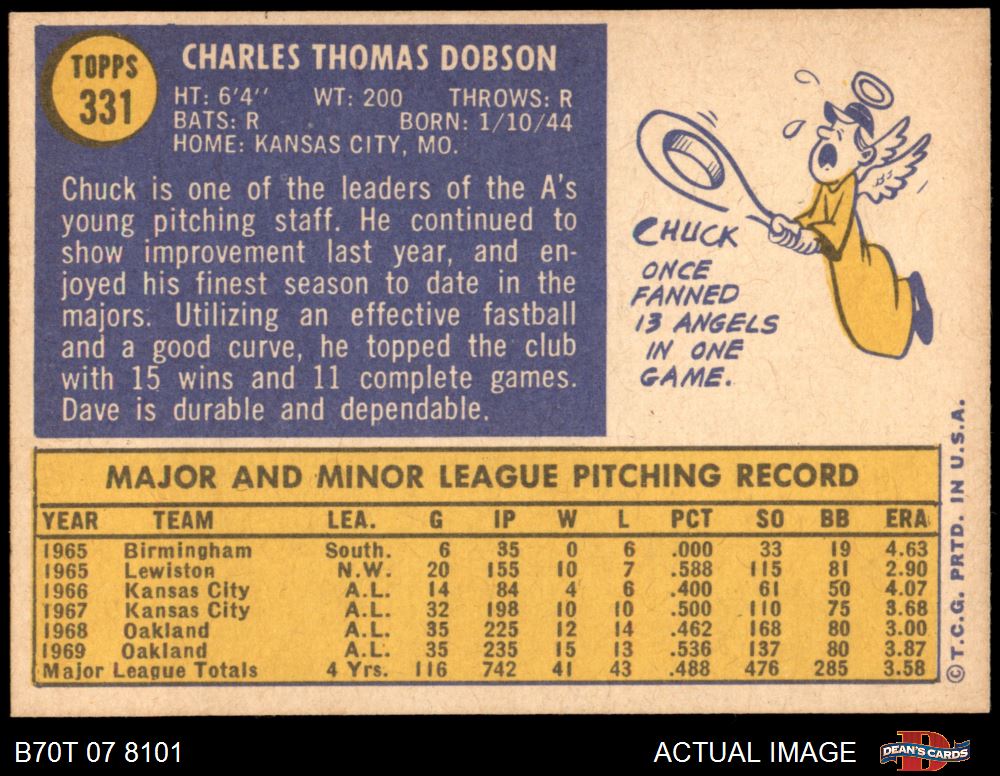 TOPPS
331
CHARLES THOMAS DOBSON
HT: 6'4'' WT: 200 THROWS: R
BATS: R BORN: 1/10/44
HOME: KANSAS CITY, MO.
Chuck is one of the leaders of the A's
young pitching staff. He continued to
show improvement last year, and en-
joyed his finest season to date in the
majors. Utilizing an effective fastball
and a good curve, he topped the club
with 15 wins and 11 complete games.
Dave is durable and dependable.
CHUCK
ONCE
FANNED
13 ANGELS
IN ONE
GAME.
MAJOR AND MINOR LEAGUE PITCHING RECORD
YEAR TEAM LEA. G IP W L PCT SO BB ERA
1965 Birmingham South. 6 35 0 6 .000 33 19 4.63
1965 Lewiston N.W. 20 155 10 7 .588 115 81 2.90
1966 Kansas City A.L. 14 84 4 6 .400 61 50 4.07
1967 Kansas City A.L. 32 198 10 10 .500 110 75 3.68
1968 Oakland A.L. 35 225 12 14 .462 168 80 3.00
1969 Oakland A.L. 35 235 15 13 .536 137 80 3.87
Major League Totals 4 Yrs. 116 742 41 43 .488 476 285 3.58
©T.C.G. PRTD. IN U.S.A.
B70T 07 8101
ACTUAL IMAGE
D
DEAN'S CARDS